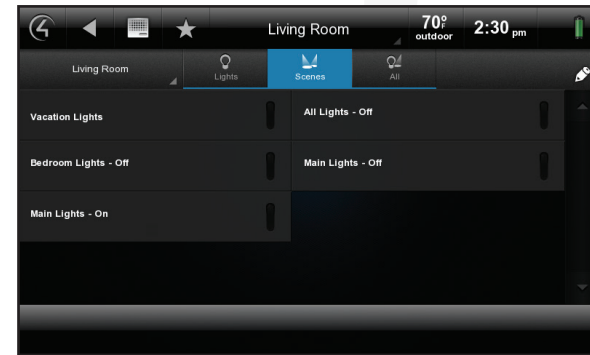 Living Room
70°F
outdoor
2:30 pm
Living Room
Lights
Scenes
All
Vacation Lights
All Lights - Off
Bedroom Lights - Off
Main Lights - Off
Main Lights - On